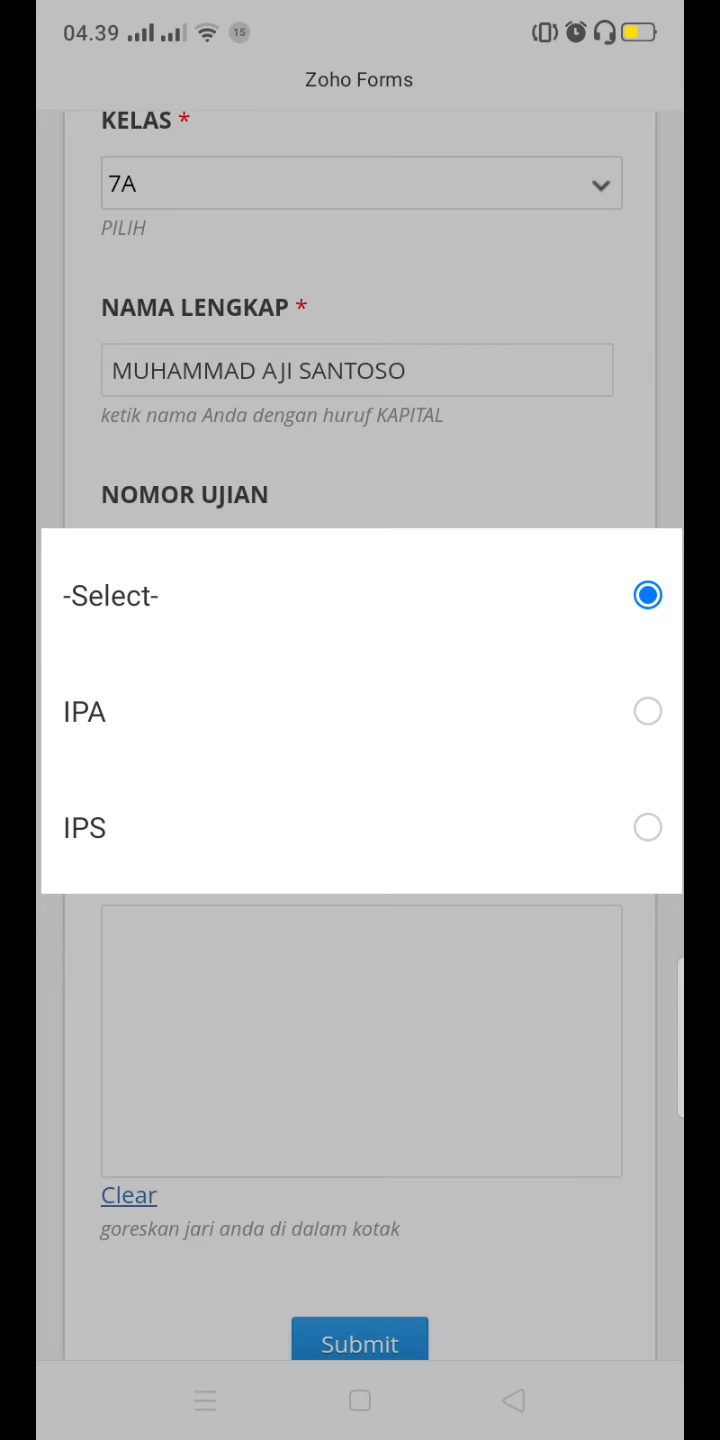 04.39
15
Zoho Forms
KELAS *
7A
PILIH
NAMA LENGKAP *
MUHAMMAD AJI SANTOSO
ketik nama Anda dengan huruf KAPITAL
NOMOR UJIAN
-Select-
IPA
IPS
Clear
goreskan jari anda di dalam kotak
Submit